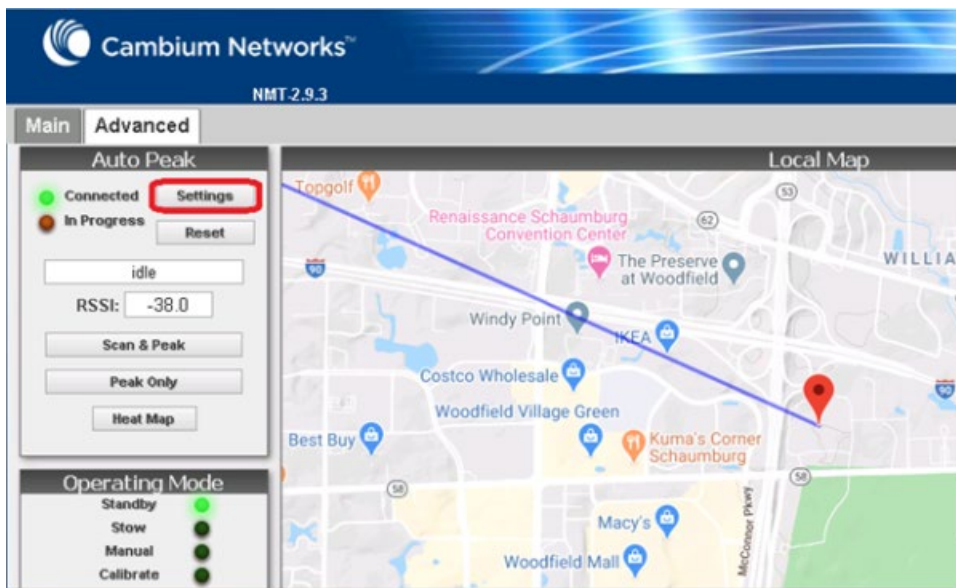 Cambium Networks™
NMT-2.9.3
Main
Advanced
Auto Peak
Connected
Settings
In Progress
Reset
idle
RSSI:
-38.0
Scan & Peak
Peak Only
Heat Map
Operating Mode
Standby
Stow
Manual
Calibrate
Local Map
Topgolf
53
Renaissance Schaumburg
Convention Center
62
90
The Preserve
at Woodfield
WILLIA
Windy Point
IKEA
Costco Wholesale
90
Woodfield Village Green
Best Buy
Kuma's Corner
Schaumburg
58
58
Macy's
McConnor Pkwy
Woodfield Mall